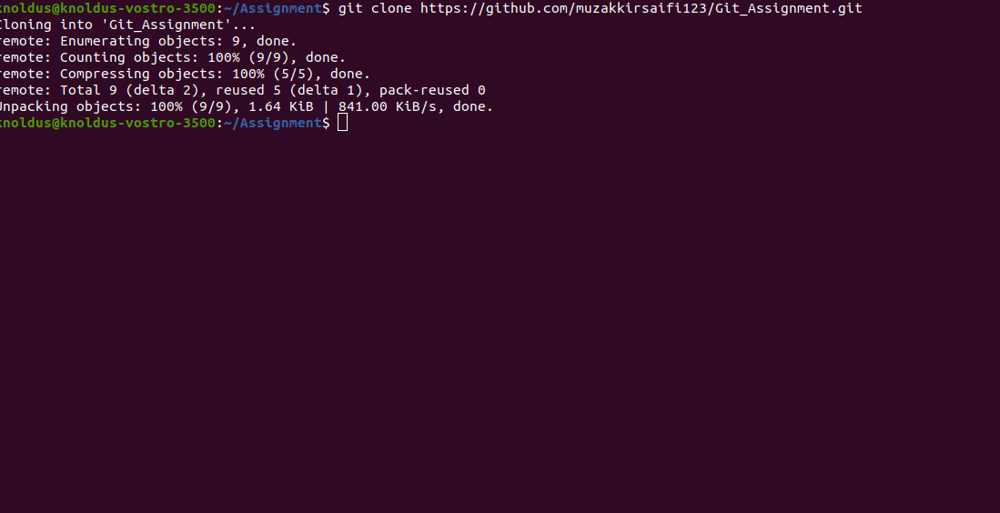 knoldus@knoldus-vostro-3500:~/Assignment$ git clone https://github.com/muzakkirsaifi123/Git_Assignment.git
Cloning into 'Git_Assignment'...
remote: Enumerating objects: 9, done.
remote: Counting objects: 100% (9/9), done.
remote: Compressing objects: 100% (5/5), done.
remote: Total 9 (delta 2), reused 5 (delta 1), pack-reused 0
Unpacking objects: 100% (9/9), 1.64 KiB | 841.00 KiB/s, done.
knoldus@knoldus-vostro-3500:~/Assignment$